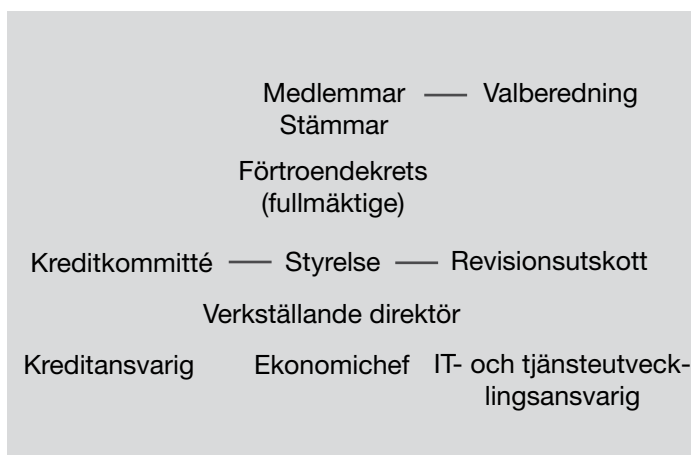 Medlemmar Valberedning
Stämmar
Förtroendekrets
(fullmäktige)
Kreditkommitté Styrelse Revisionsutskott
Verkställande direktör
Kreditansvarig Ekonomichef IT- och tjänsteutveck-
lingsansvarig